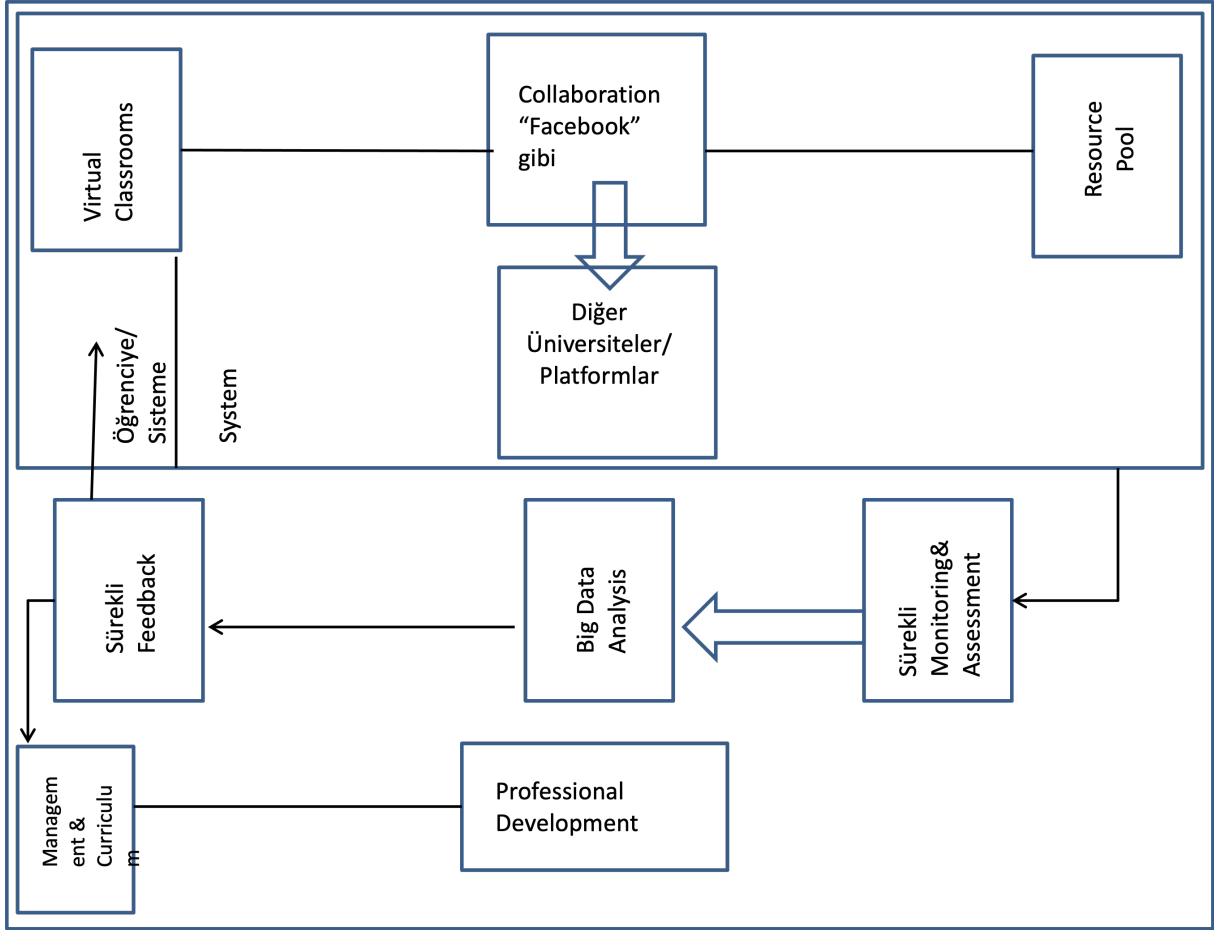 Virtual
Classrooms
Collaboration
“Facebook”
gibi
Resource
Pool
Diğer
Üniversiteler/
Platformlar
Öğrenciye/
Sisteme
System
Sürekli
Feedback
Big Data
Analysis
Sürekli
Monitoring&
Assessment
Managem
ent &
Curriculu
m
Professional
Development